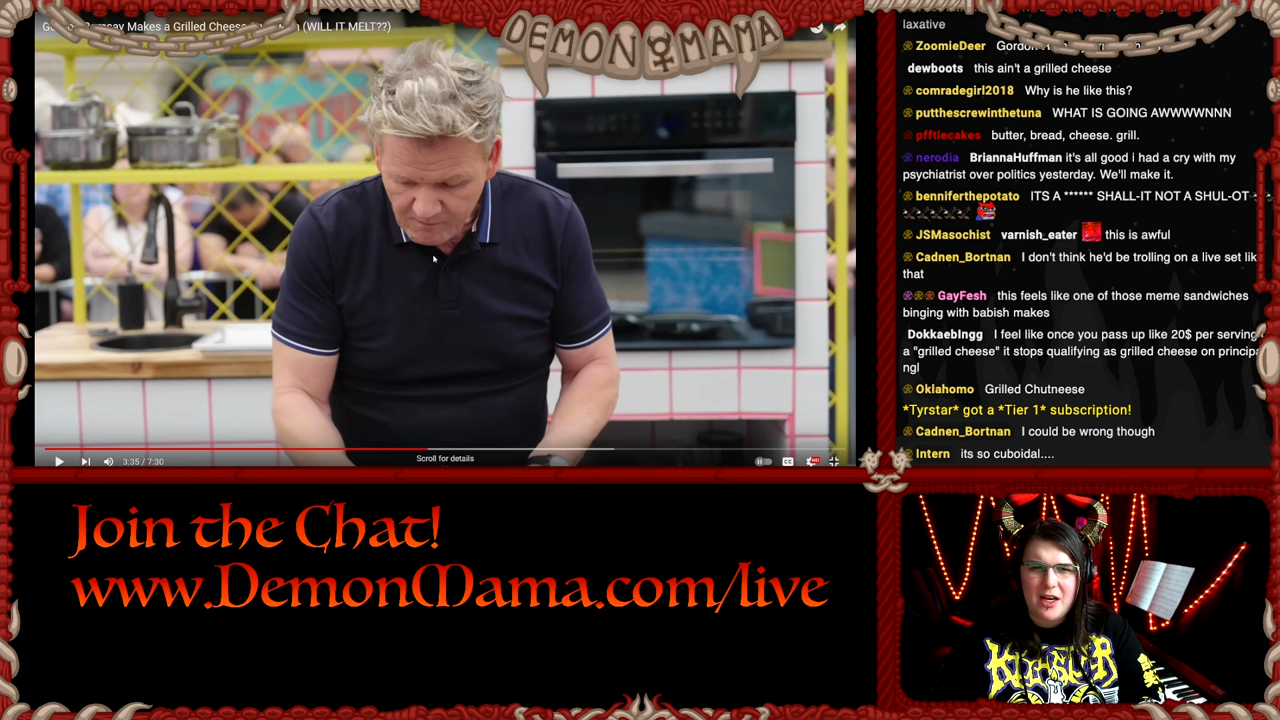 Ramsay Makes a Grilled Cheese
(WILL IT MELT??)
DEMON MAMA
3:35 / 7:30
Scroll for details
CC
HD
laxative
ZoomieDeer
dewboots this ain't a grilled cheese
comradegirl2018 Why is he like this?
putthescrewinthetuna WHAT IS GOING AWWWWNNN
pfftlecakes butter, bread, cheese. grill.
nerodia BriannaHuffman it's all good i had a cry with my
psychiatrist over politics yesterday. We'll make it.
benniferthepotato ITS A ****** SHALL-IT NOT A SHUL-OT
JSMasochist varnish_eater this is awful
Cadnen_Bortnan I don't think he'd be trolling on a live set lik
that
GayFesh this feels like one of those meme sandwiches
binging with babish makes
DokkaebIngg I feel like once you pass up like 20$ per serving
a "grilled cheese" it stops qualifying as grilled cheese on principa
ngl
Oklahomo Grilled Chutneese
*Tyrstar* got a *Tier 1* subscription!
Cadnen_Bortnan I could be wrong though
Intern its so cuboidal....
Join the Chat!
www.DemonMama.com/live